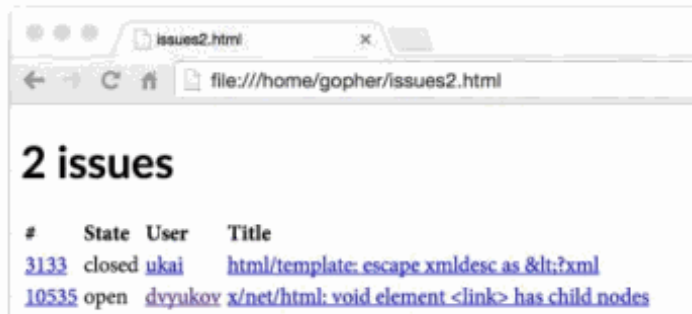 issues2.html
file:///home/gopher/issues2.html
2 issues
# State User Title
3133 closed ukai html/template: escape xmldesc as &lt;?xml
10535 open dvyukov x/net/html: void element <link> has child nodes